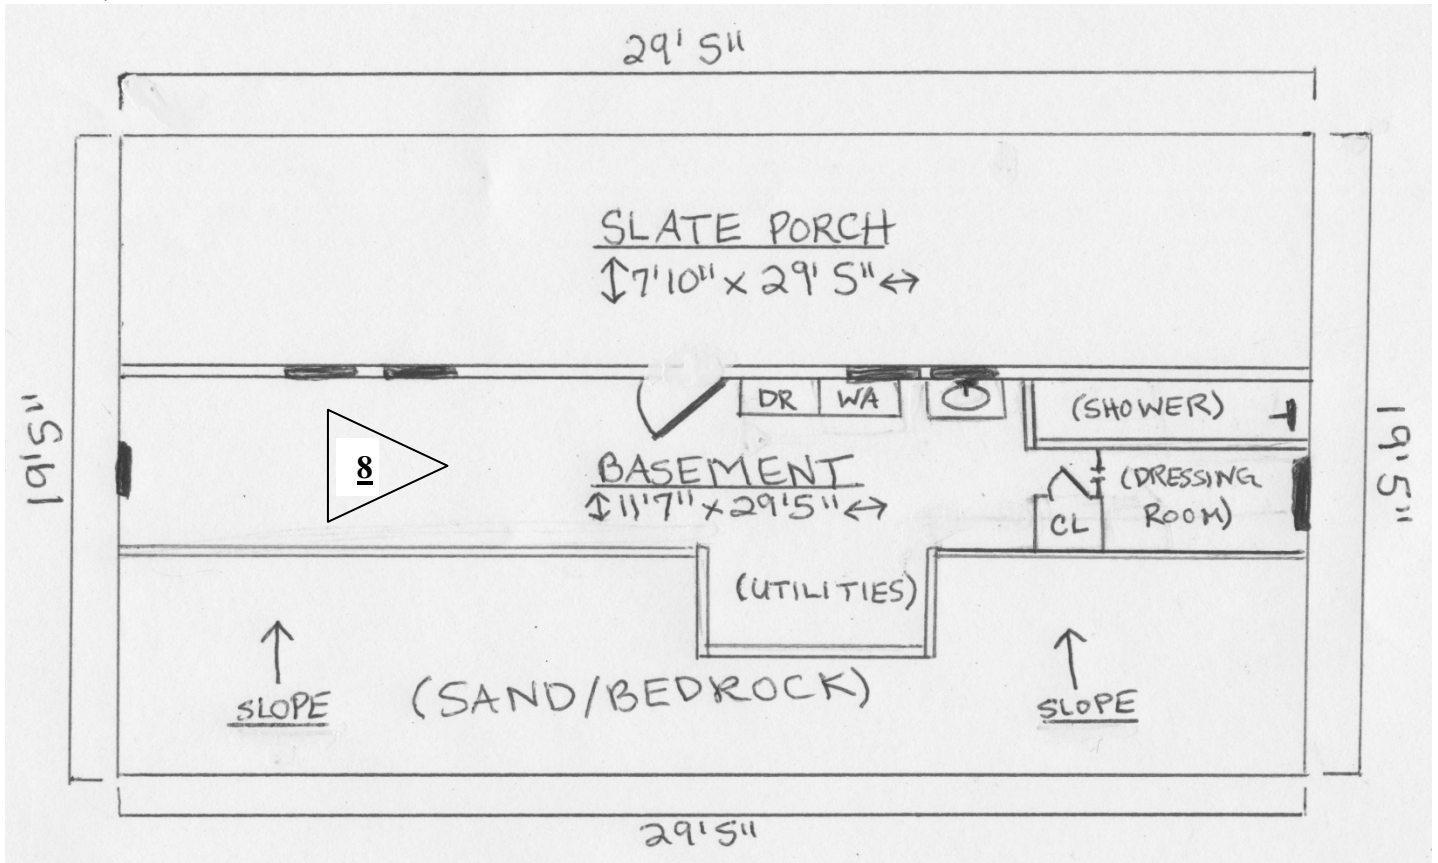 29' 5"
SLATE PORCH
↕7'10" x 29' 5"↔
DR
WA
(SHOWER)
19'5"
8
BASEMENT
↕11'7" x 29'5"↔
(DRESSING
ROOM)
19'5"
CL
(UTILITIES)
(SAND/BEDROCK)
SLOPE
SLOPE
29'5"